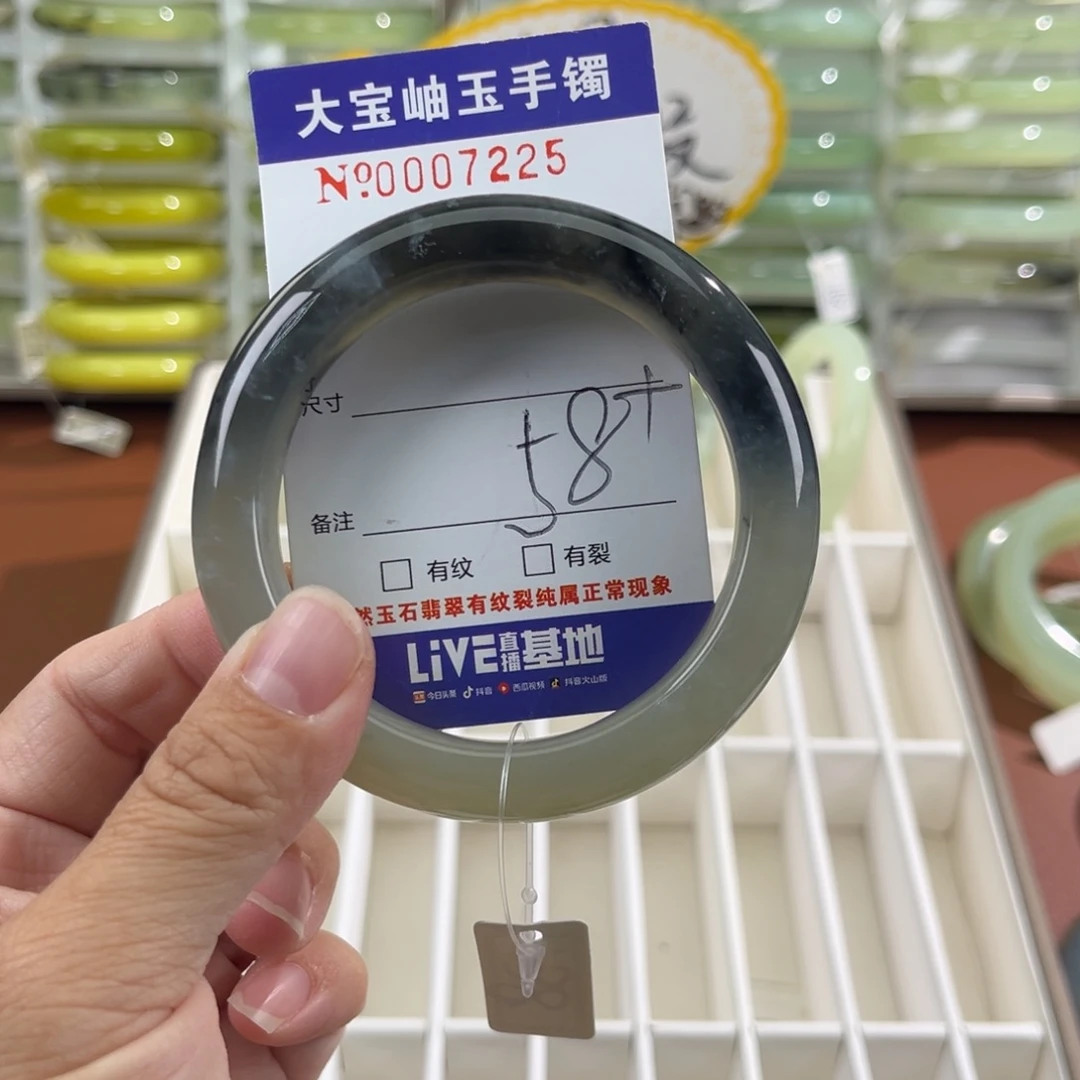 大宝岫玉手镯
Nº0007225
尺寸
58+
备注
有纹 有裂
然玉石翡翠有纹裂纯属正常现象
LiVE直播基地
今日头条 抖音 西瓜视频 抖音火山版